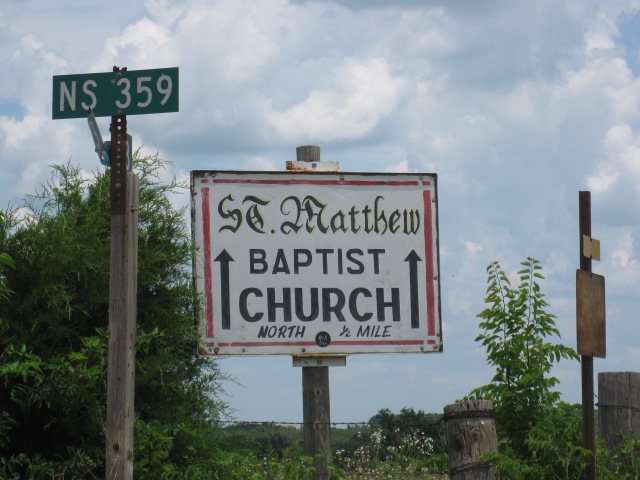 NS 359
ST. Matthew
BAPTIST
CHURCH
NORTH ½ MILE